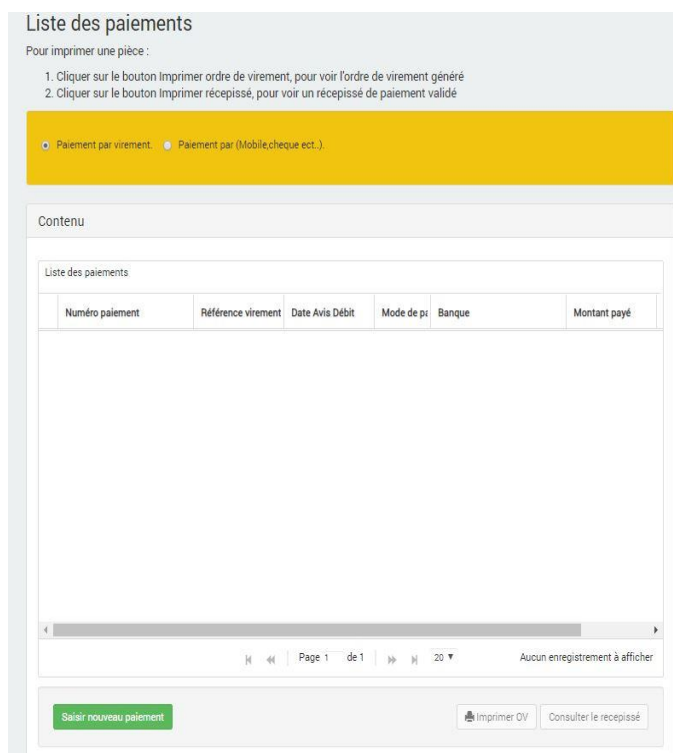 Liste des paiements
Pour imprimer une pièce :
1. Cliquer sur le bouton Imprimer ordre de virement, pour voir l'ordre de virement généré
2. Cliquer sur le bouton Imprimer récepissé, pour voir un récepissé de paiement validé
Paiement par virement. Paiement par (Mobile,cheque ect..).
Contenu
Liste des paiements
Numéro paiement Référence virement Date Avis Débit Mode de pa Banque Montant payé
Page 1 de 1 20 Aucun enregistrement à afficher
Saisir nouveau paiement Imprimer OV Consulter le recepissé